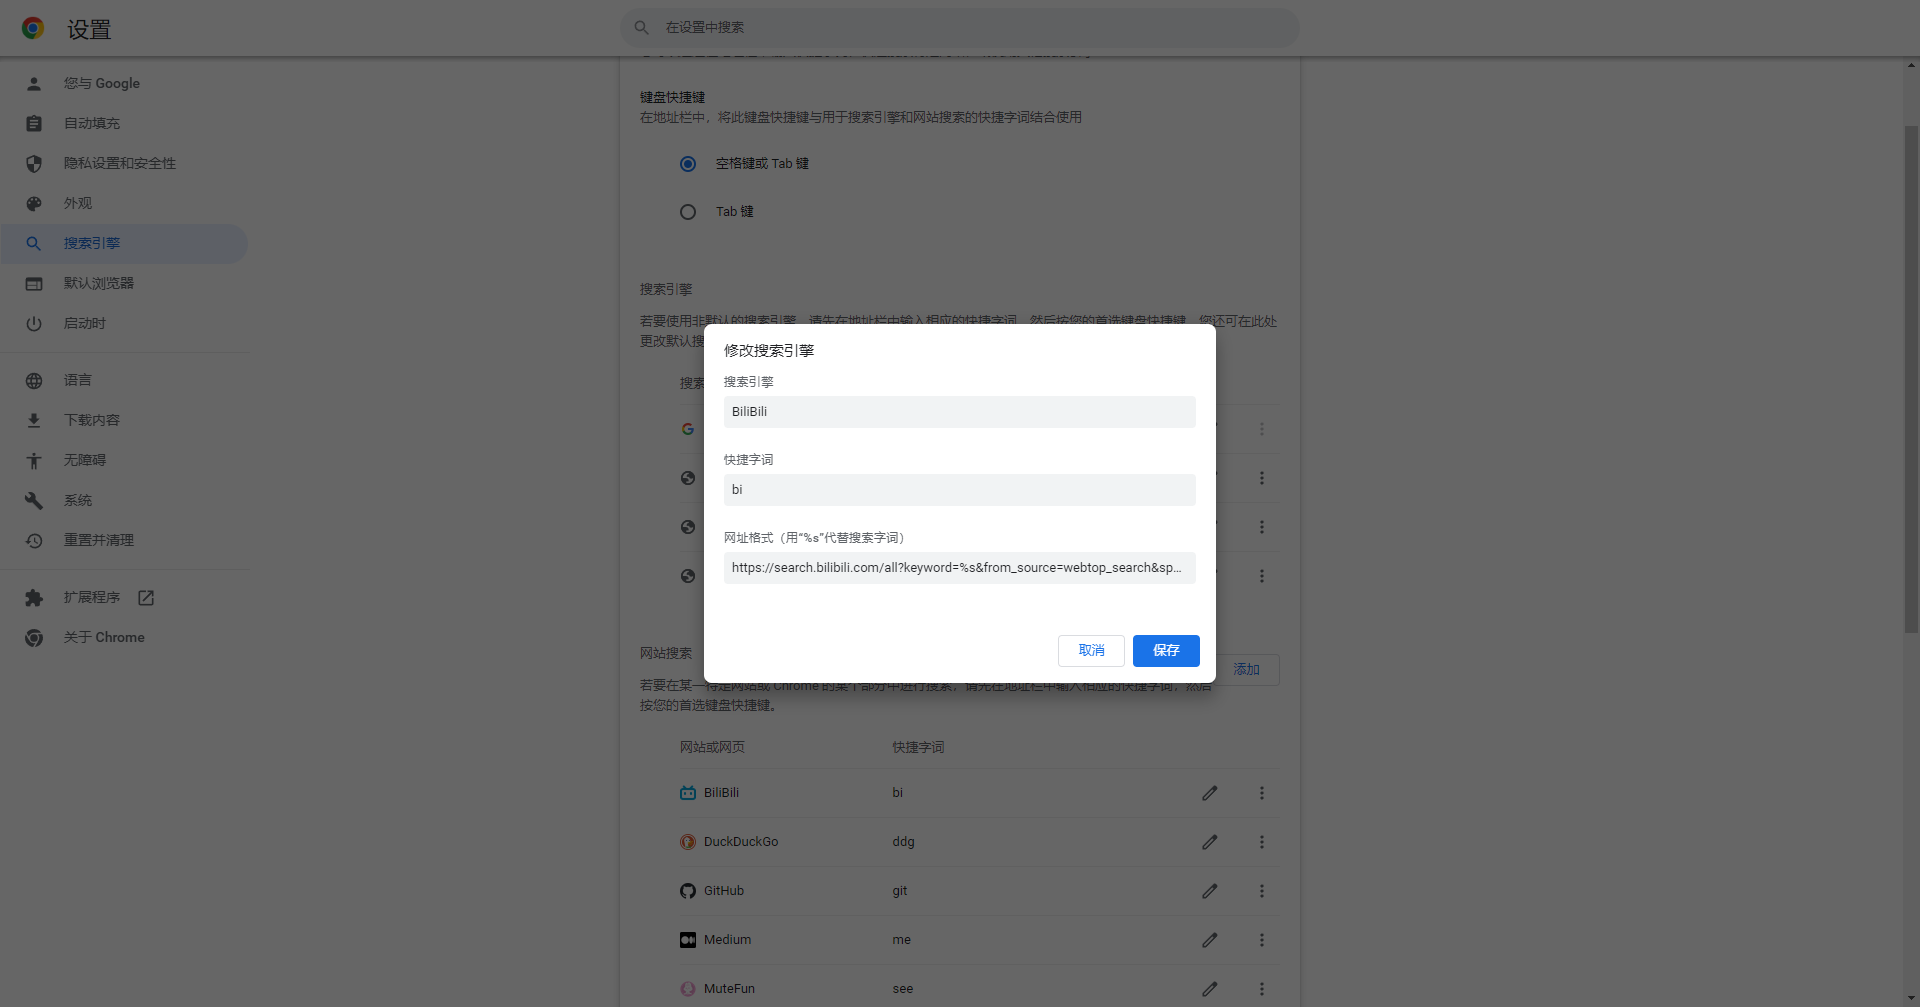 设置
在设置中搜索
您与 Google
自动填充
隐私设置和安全性
外观
搜索引擎
默认浏览器
启动时
语言
下载内容
无障碍
系统
重置并清理
扩展程序
关于 Chrome
键盘快捷键
在地址栏中，将此键盘快捷键与用于搜索引擎和网站搜索的快捷字词结合使用
空格键或 Tab 键
Tab 键
搜索引擎
若要使用非默认的搜索引擎，请先在地址栏中输入相应的快捷字词，然后按您的首选键盘快捷键。您还可在此处
更改默认搜
搜索
修改搜索引擎
搜索引擎
BiliBili
快捷字词
bi
网址格式（用“%s”代替搜索字词）
https://search.bilibili.com/all?keyword=%s&from_source=webtop_search&sp...
取消
保存
网站搜索
添加
若要在某一特定网站或 Chrome 的某个部分中进行搜索，请先在地址栏中输入相应的快捷字词，然后
按您的首选键盘快捷键。
网站或网页 快捷字词
BiliBili bi
DuckDuckGo ddg
GitHub git
Medium me
MuteFun see